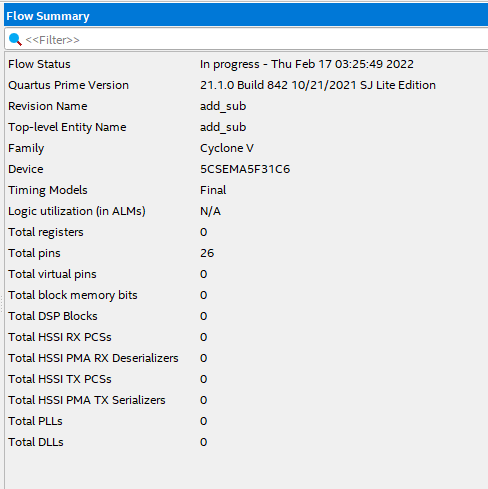 Flow Summary
<<Filter>>
Flow Status In progress - Thu Feb 17 03:25:49 2022
Quartus Prime Version 21.1.0 Build 842 10/21/2021 SJ Lite Edition
Revision Name add_sub
Top-level Entity Name add_sub
Family Cyclone V
Device 5CSEMA5F31C6
Timing Models Final
Logic utilization (in ALMs) N/A
Total registers 0
Total pins 26
Total virtual pins 0
Total block memory bits 0
Total DSP Blocks 0
Total HSSI RX PCSs 0
Total HSSI PMA RX Deserializers 0
Total HSSI TX PCSs 0
Total HSSI PMA TX Serializers 0
Total PLLs 0
Total DLLs 0